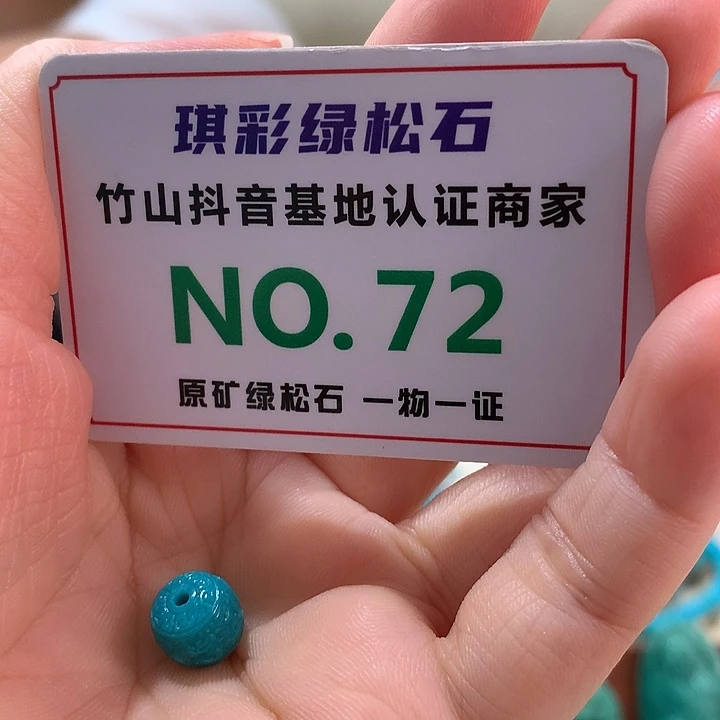 琪彩绿松石
竹山抖音基地认证商家
NO.72
原矿绿松石 一物一证